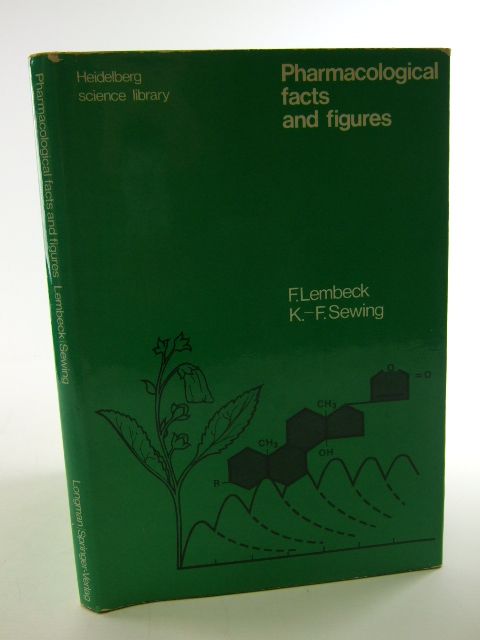 Heidelberg
science library
Pharmacological
facts
and figures
F. Lembeck
K.-F. Sewing
CH3
O
=O
CH3
OH
R
Pharmacological facts and figures Lembeck/Sewing
Longman/Springer-Verlag